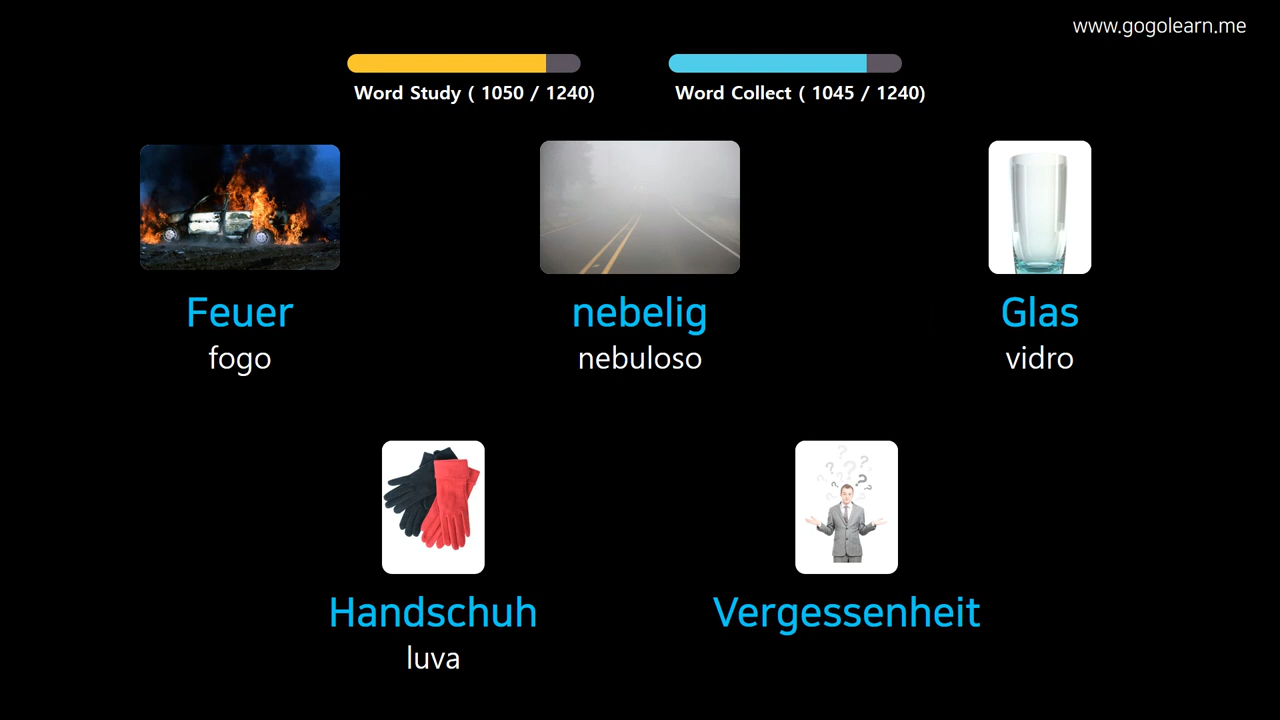 www.gogolearn.me
Word Study ( 1050 / 1240)
Word Collect ( 1045 / 1240)
Feuer
fogo
nebelig
nebuloso
Glas
vidro
Handschuh
luva
Vergessenheit